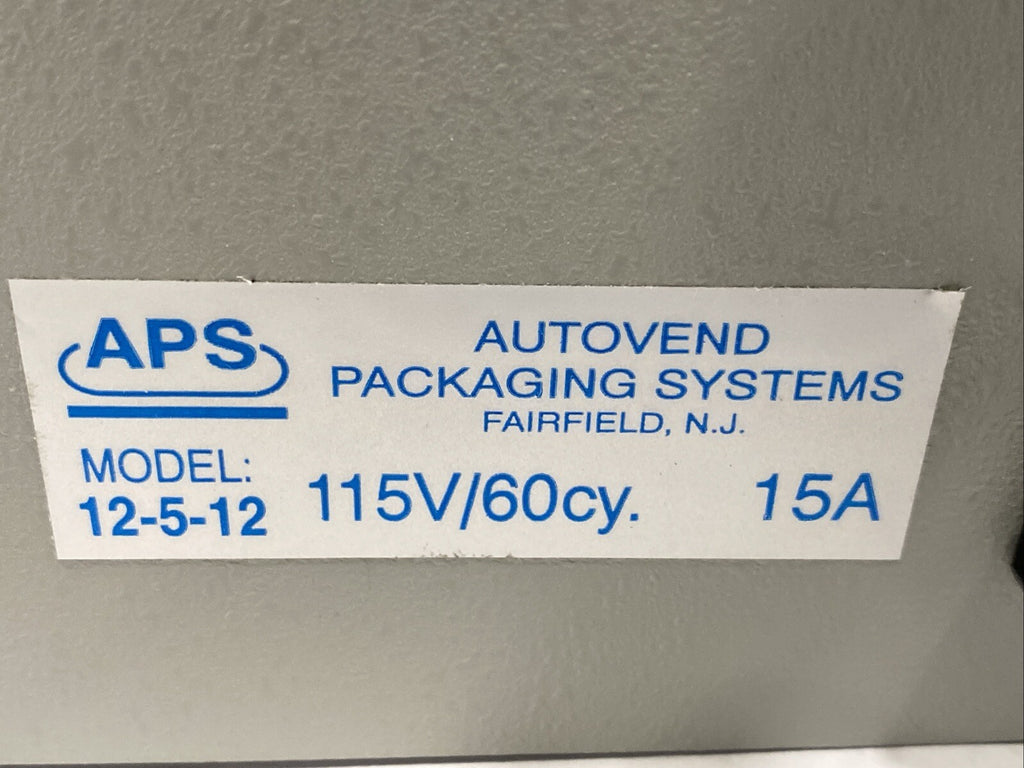 APS
AUTOVEND
PACKAGING SYSTEMS
FAIRFIELD, N.J.
MODEL:
12-5-12
115V/60cy. 15A